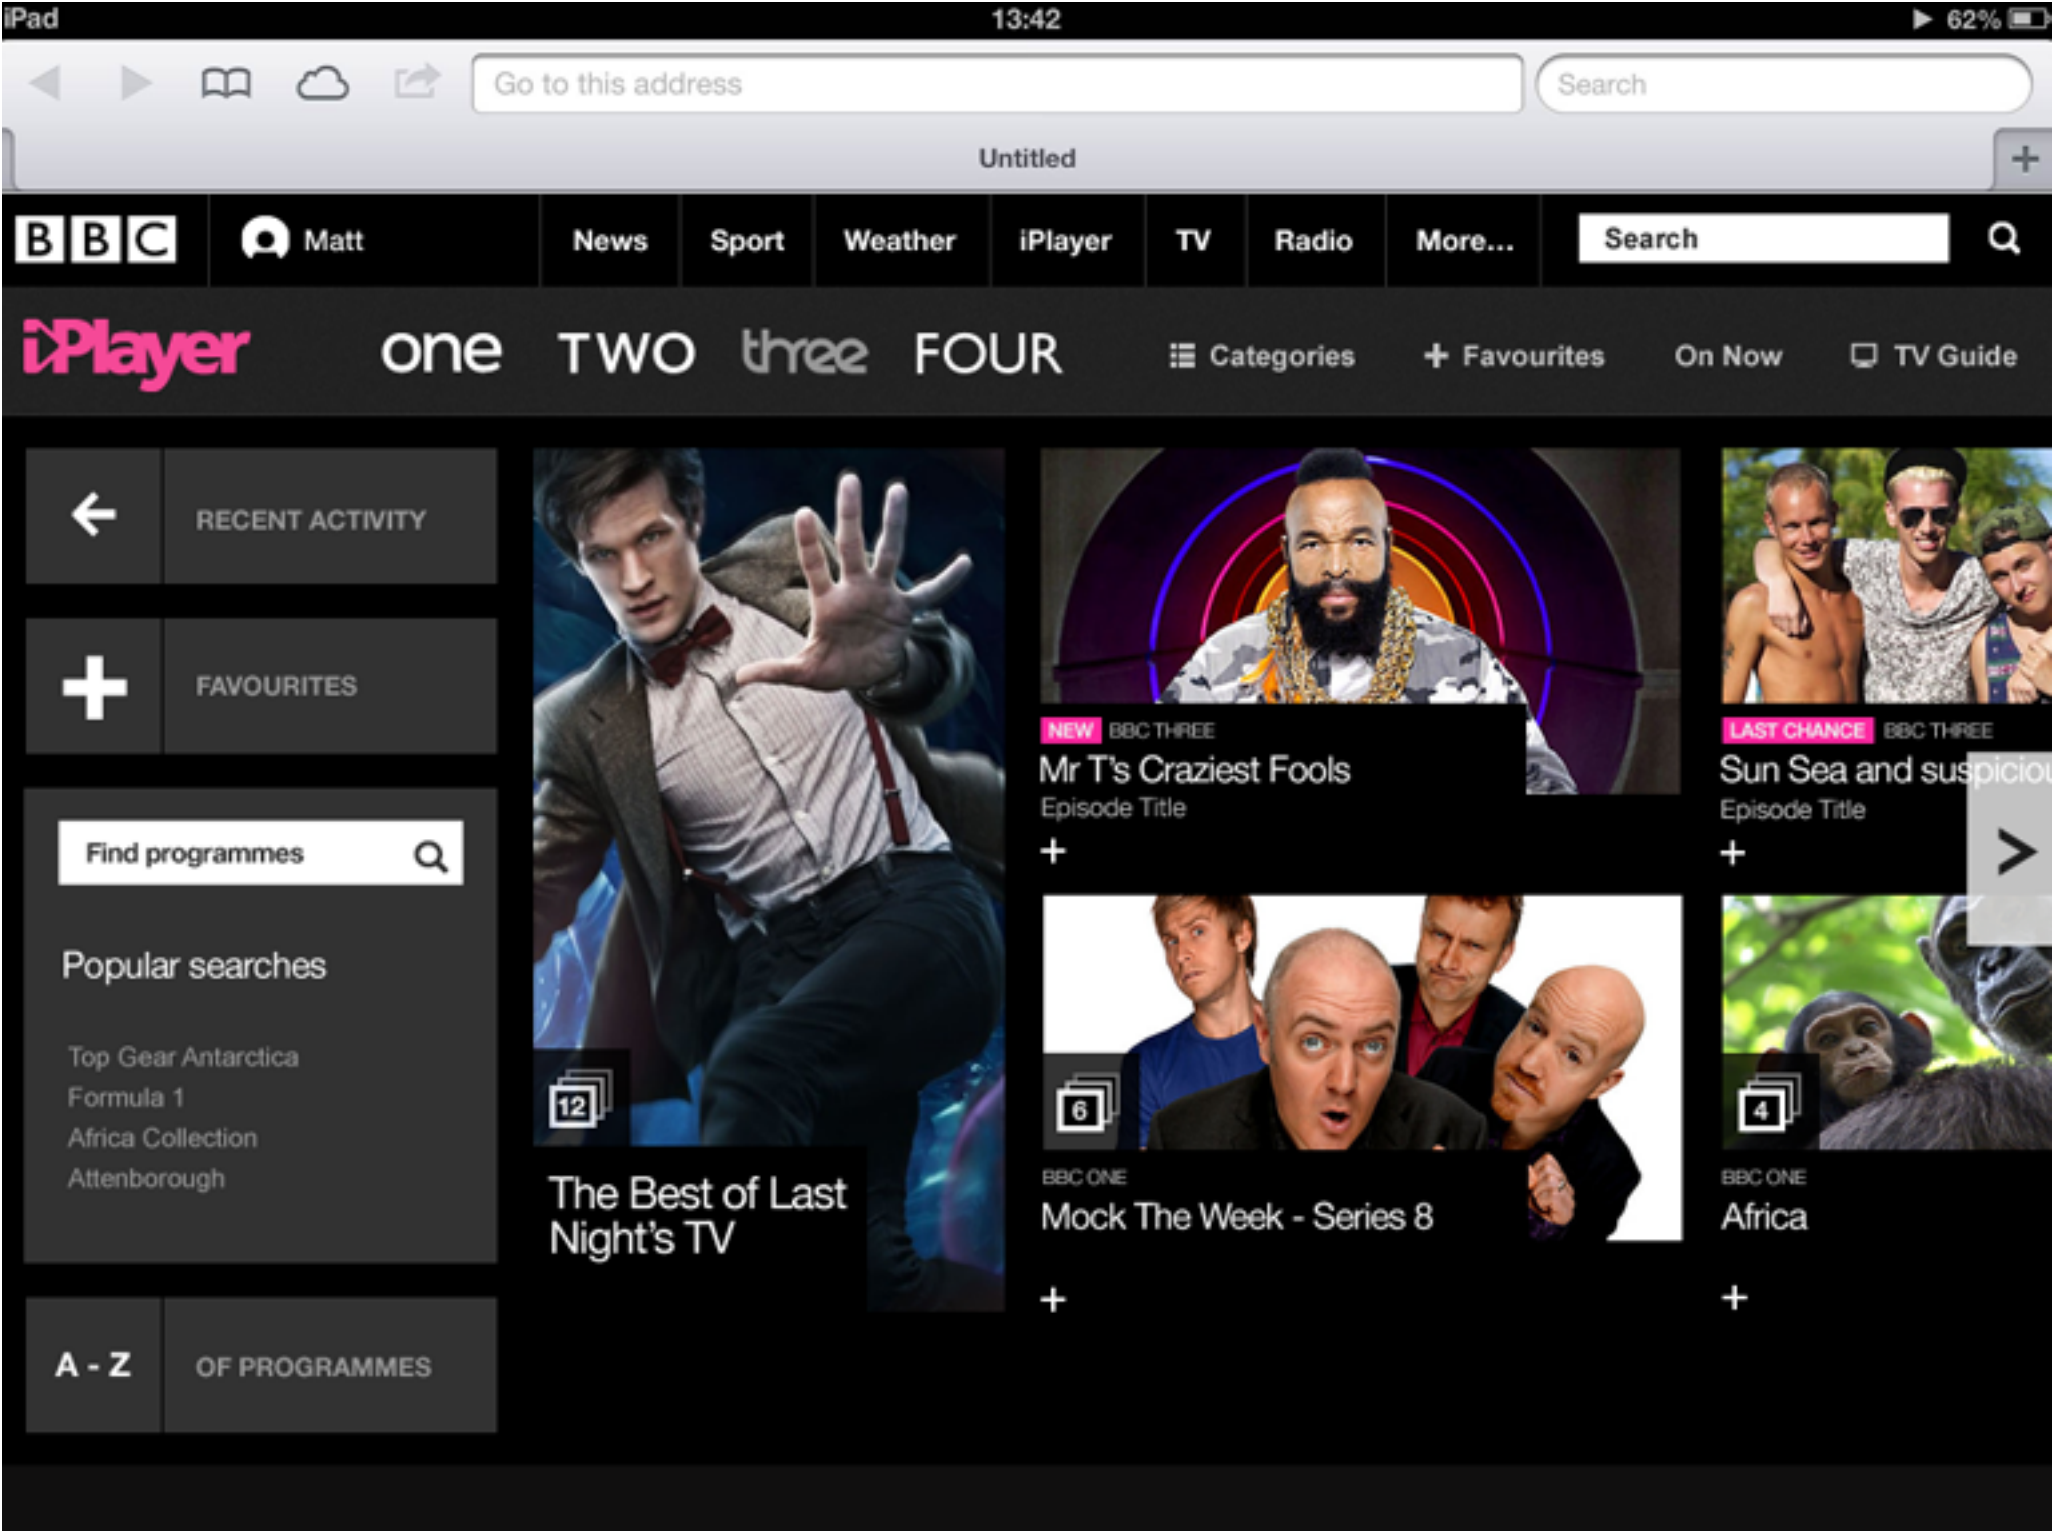 iPad
13:42
62%
Go to this address
Search
Untitled
BBC
Matt
News
Sport
Weather
iPlayer
TV
Radio
More...
Search
iPlayer
one
TWO
three
FOUR
Categories
+ Favourites
On Now
TV Guide
RECENT ACTIVITY
FAVOURITES
Find programmes
Popular searches
Top Gear Antarctica
Formula 1
Africa Collection
Attenborough
A - Z
OF PROGRAMMES
12
The Best of Last
Night's TV
NEW BBC THREE
Mr T's Craziest Fools
Episode Title
+
6
BBC ONE
Mock The Week - Series 8
+
LAST CHANCE BBC THREE
Sun Sea and suspiciou
Episode Title
+
>
4
BBC ONE
Africa
+